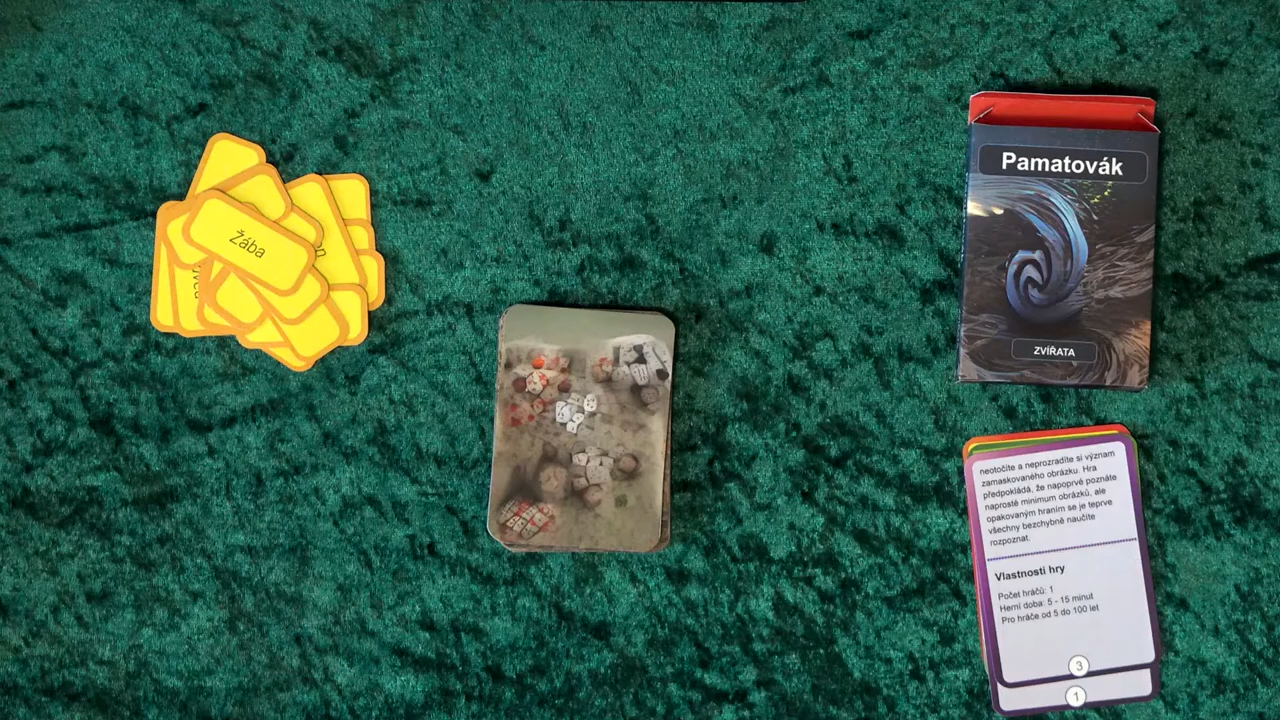 Žába
Pamatovák
ZVÍŘATA
neotočíte a neprozradíte si význam
zamaskovaného obrázku. Hra
předpokládá, že napoprvé poznáte
naprosté minimum obrázků, ale
opakovaným hraním se je teprve
všechny bezchybně naučíte
rozpoznat.
Vlastnosti hry
Počet hráčů: 1
Herní doba: 5 - 15 minut
Pro hráče od 5 do 100 let
3
1